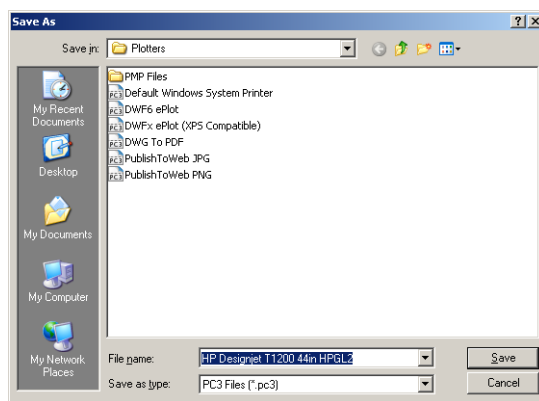 Save As
Save in: Plotters
My Recent Documents
Desktop
My Documents
My Computer
My Network Places
PMP Files
Default Windows System Printer
DWF6 ePlot
DWFx ePlot (XPS Compatible)
DWG To PDF
PublishToWeb JPG
PublishToWeb PNG
File name: HP Designjet T1200 44in HPGL2 Save
Save as type: PC3 Files (*.pc3) Cancel